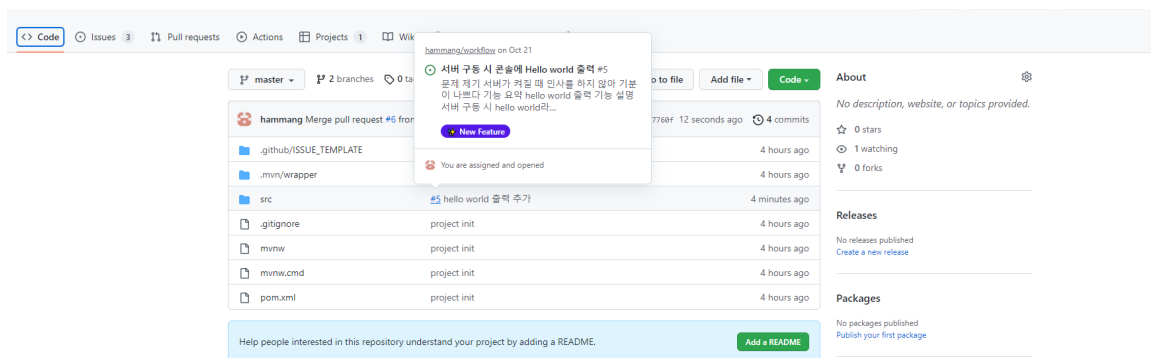 Code
Issues 3
Pull requests
Actions
Projects 1
Wik
hammang/workflow on Oct 21
서버 구동 시 콘솔에 Hello world 출력 #5
문제 제기 서버가 켜질 때 인사를 하지 않아 기분
이 나쁘다 기능 요약 hello world 출력 기능 설명
서버 구동 시 hello world라...
New Feature
You are assigned and opened
master
2 branches
0 ta
o to file
Add file
Code
hammang Merge pull request #6 fron
7760f 12 seconds ago
4 commits
.github/ISSUE_TEMPLATE
4 hours ago
.mvn/wrapper
4 hours ago
src
#5 hello world 출력 추가
4 minutes ago
.gitignore
project init
4 hours ago
mvnw
project init
4 hours ago
mvnw.cmd
project init
4 hours ago
pom.xml
project init
4 hours ago
Help people interested in this repository understand your project by adding a README.
Add a README
About
No description, website, or topics provided.
0 stars
1 watching
0 forks
Releases
No releases published
Create a new release
Packages
No packages published
Publish your first package